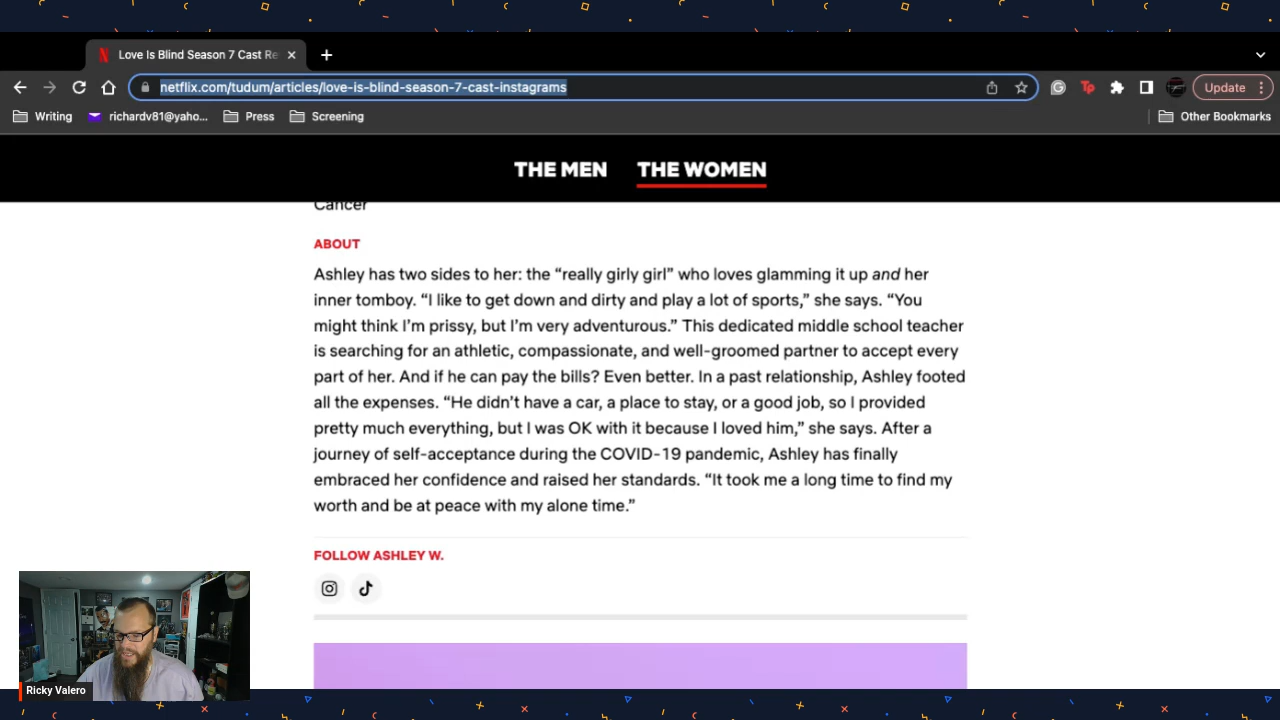 Love Is Blind Season 7 Cast Re
netflix.com/tudum/articles/love-is-blind-season-7-cast-instagrams
Update
Writing
richardv81@yaho...
Press
Screening
Other Bookmarks
THE MEN
THE WOMEN
Cancer
ABOUT
Ashley has two sides to her: the “really girly girl” who loves glamming it up and her
inner tomboy. “I like to get down and dirty and play a lot of sports,” she says. “You
might think I’m prissy, but I’m very adventurous.” This dedicated middle school teacher
is searching for an athletic, compassionate, and well-groomed partner to accept every
part of her. And if he can pay the bills? Even better. In a past relationship, Ashley footed
all the expenses. “He didn’t have a car, a place to stay, or a good job, so I provided
pretty much everything, but I was OK with it because I loved him,” she says. After a
journey of self-acceptance during the COVID-19 pandemic, Ashley has finally
embraced her confidence and raised her standards. “It took me a long time to find my
worth and be at peace with my alone time.”
FOLLOW ASHLEY W.
Ricky Valero